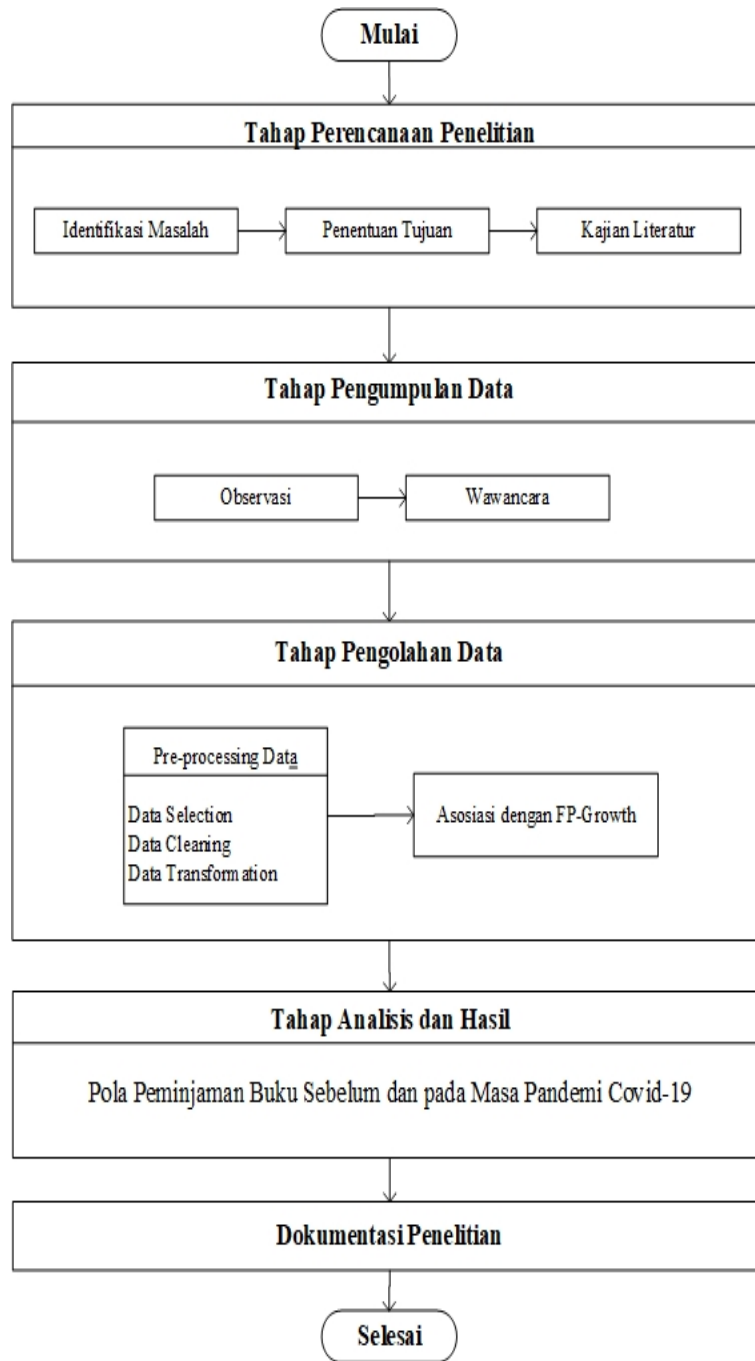 Mulai
Tahap Perencanaan Penelitian
Identifikasi Masalah
Penentuan Tujuan
Kajian Literatur
Tahap Pengumpulan Data
Observasi
Wawancara
Tahap Pengolahan Data
Pre-processing Data
Data Selection
Data Cleaning
Data Transformation
Asosiasi dengan FP-Growth
Tahap Analisis dan Hasil
Pola Peminjaman Buku Sebelum dan pada Masa Pandemi Covid-19
Dokumentasi Penelitian
Selesai